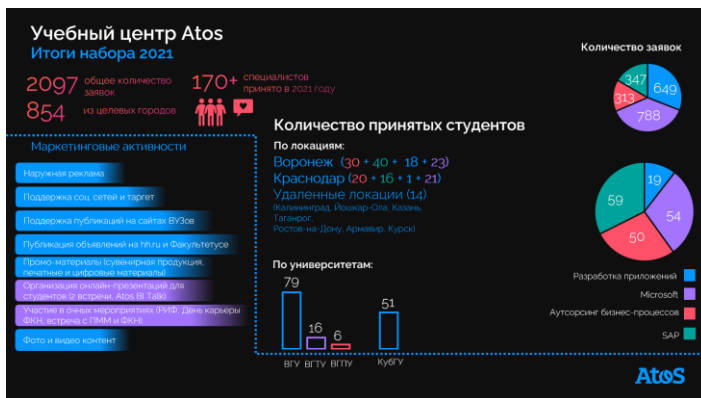 Учебный центр Atos
Итоги набора 2021
2097 общее количество
заявок
854 из целевых городов
170+ специалистов
принято в 2021 году
Маркетинговые активности
Наружная реклама
Поддержка соц. сетей и таргет
Поддержка публикаций на сайтах ВУЗов
Публикация объявлений на hh.ru и Факультетусе
Промо-материалы (сувенирная продукция,
печатные и цифровые материалы)
Организация онлайн-презентаций для
студентов (2 встречи, Atos BI Talk)
Участие в очных мероприятиях (РИФ, День карьеры
ФКН, встреча с ПММ и ФКН)
Фото и видео контент
Количество принятых студентов
По локациям:
Воронеж (30 + 40 + 18 + 23)
Краснодар (20 + 16 + 1 + 21)
Удаленные локации (14)
(Калининград, Йошкар-Ола, Казань,
Таганрог,
Ростов-на-Дону, Армавир, Курск)
По университетам:
79
16
6
51
ВГУ ВГТУ ВГПУ КубГУ
Количество заявок
347
649
313
788
19
59
54
50
Разработка приложений
Microsoft
Аутсорсинг бизнес-процессов
SAP
Atos